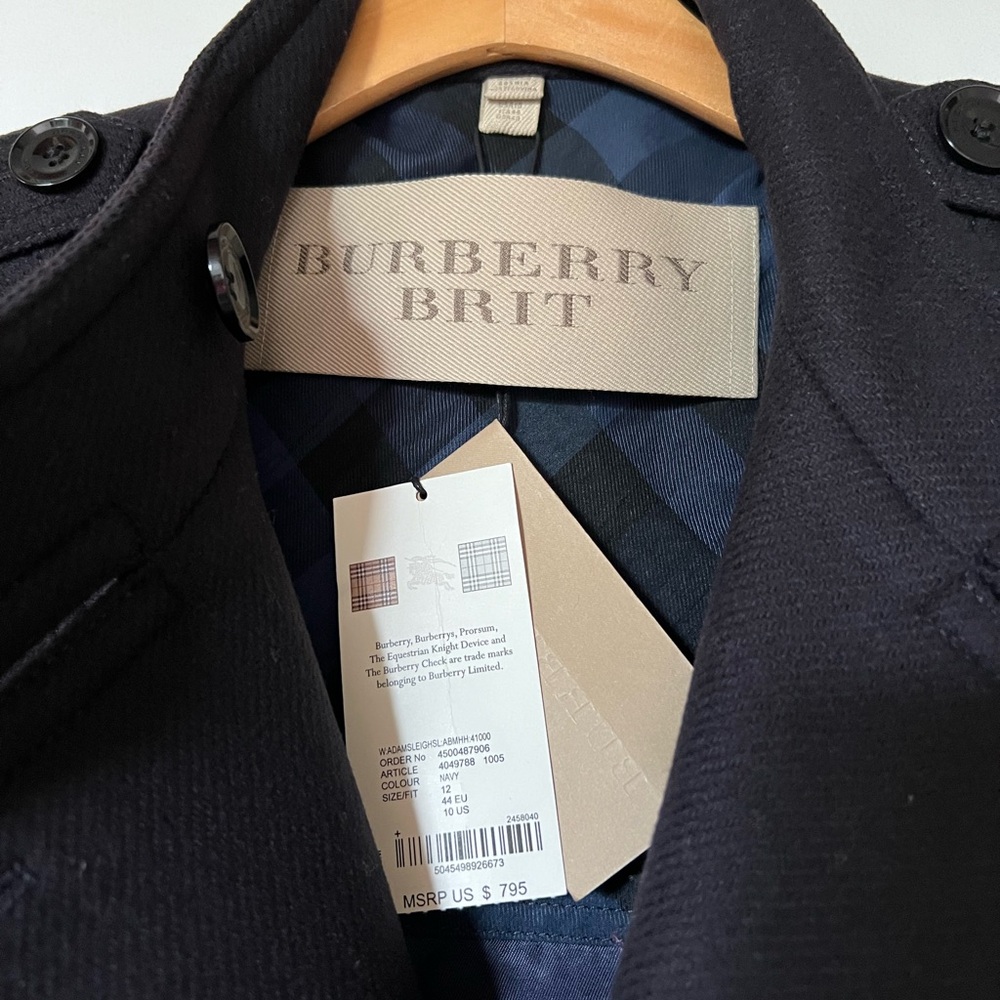 BURBERRY
BRIT
Burberry, Burberrys, Prorsum,
The Equestrian Knight Device and
The Burberry Check are trade marks
belonging to Burberry Limited.
W:ADAMSLEIGHSL:ABMHH:41000
ORDER No 4500487906
ARTICLE 4049788 1005
COLOUR NAVY
SIZE/FIT 12
44 EU
10 US
2458040
5045498926673
MSRP US $ 795